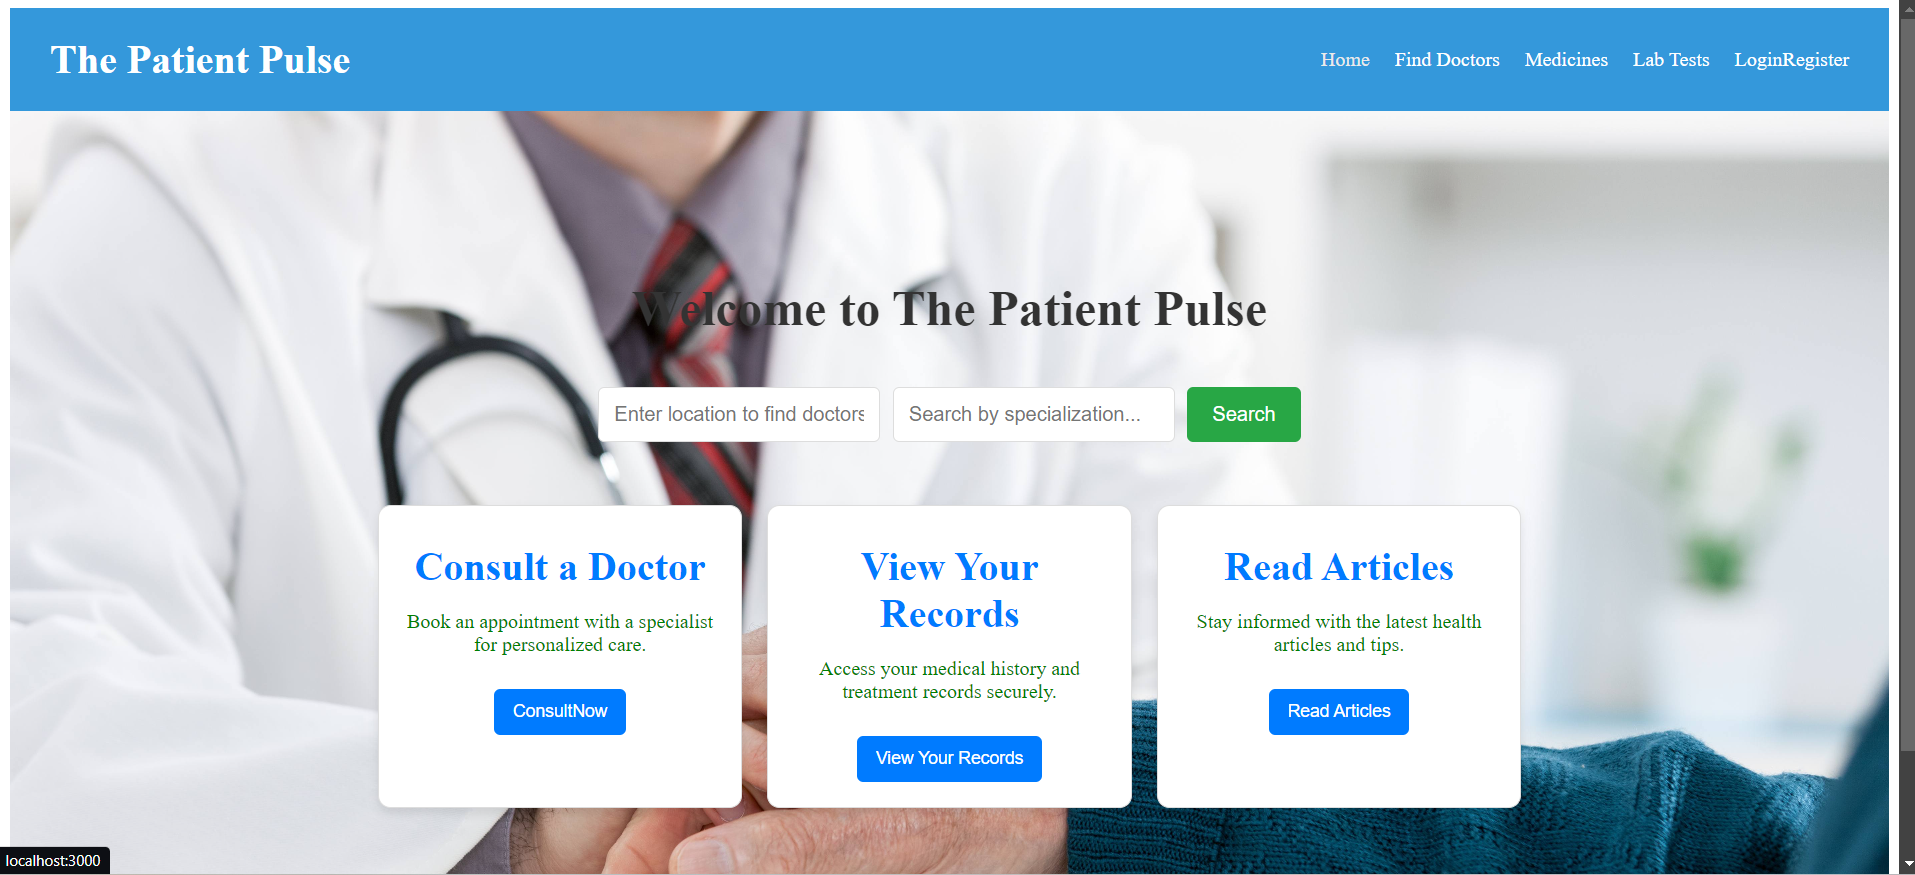 The Patient Pulse
Home Find Doctors Medicines Lab Tests LoginRegister
Welcome to The Patient Pulse
Enter location to find doctors
Search by specialization...
Search
Consult a Doctor
Book an appointment with a specialist
for personalized care.
ConsultNow
View Your
Records
Access your medical history and
treatment records securely.
View Your Records
Read Articles
Stay informed with the latest health
articles and tips.
Read Articles
localhost:3000